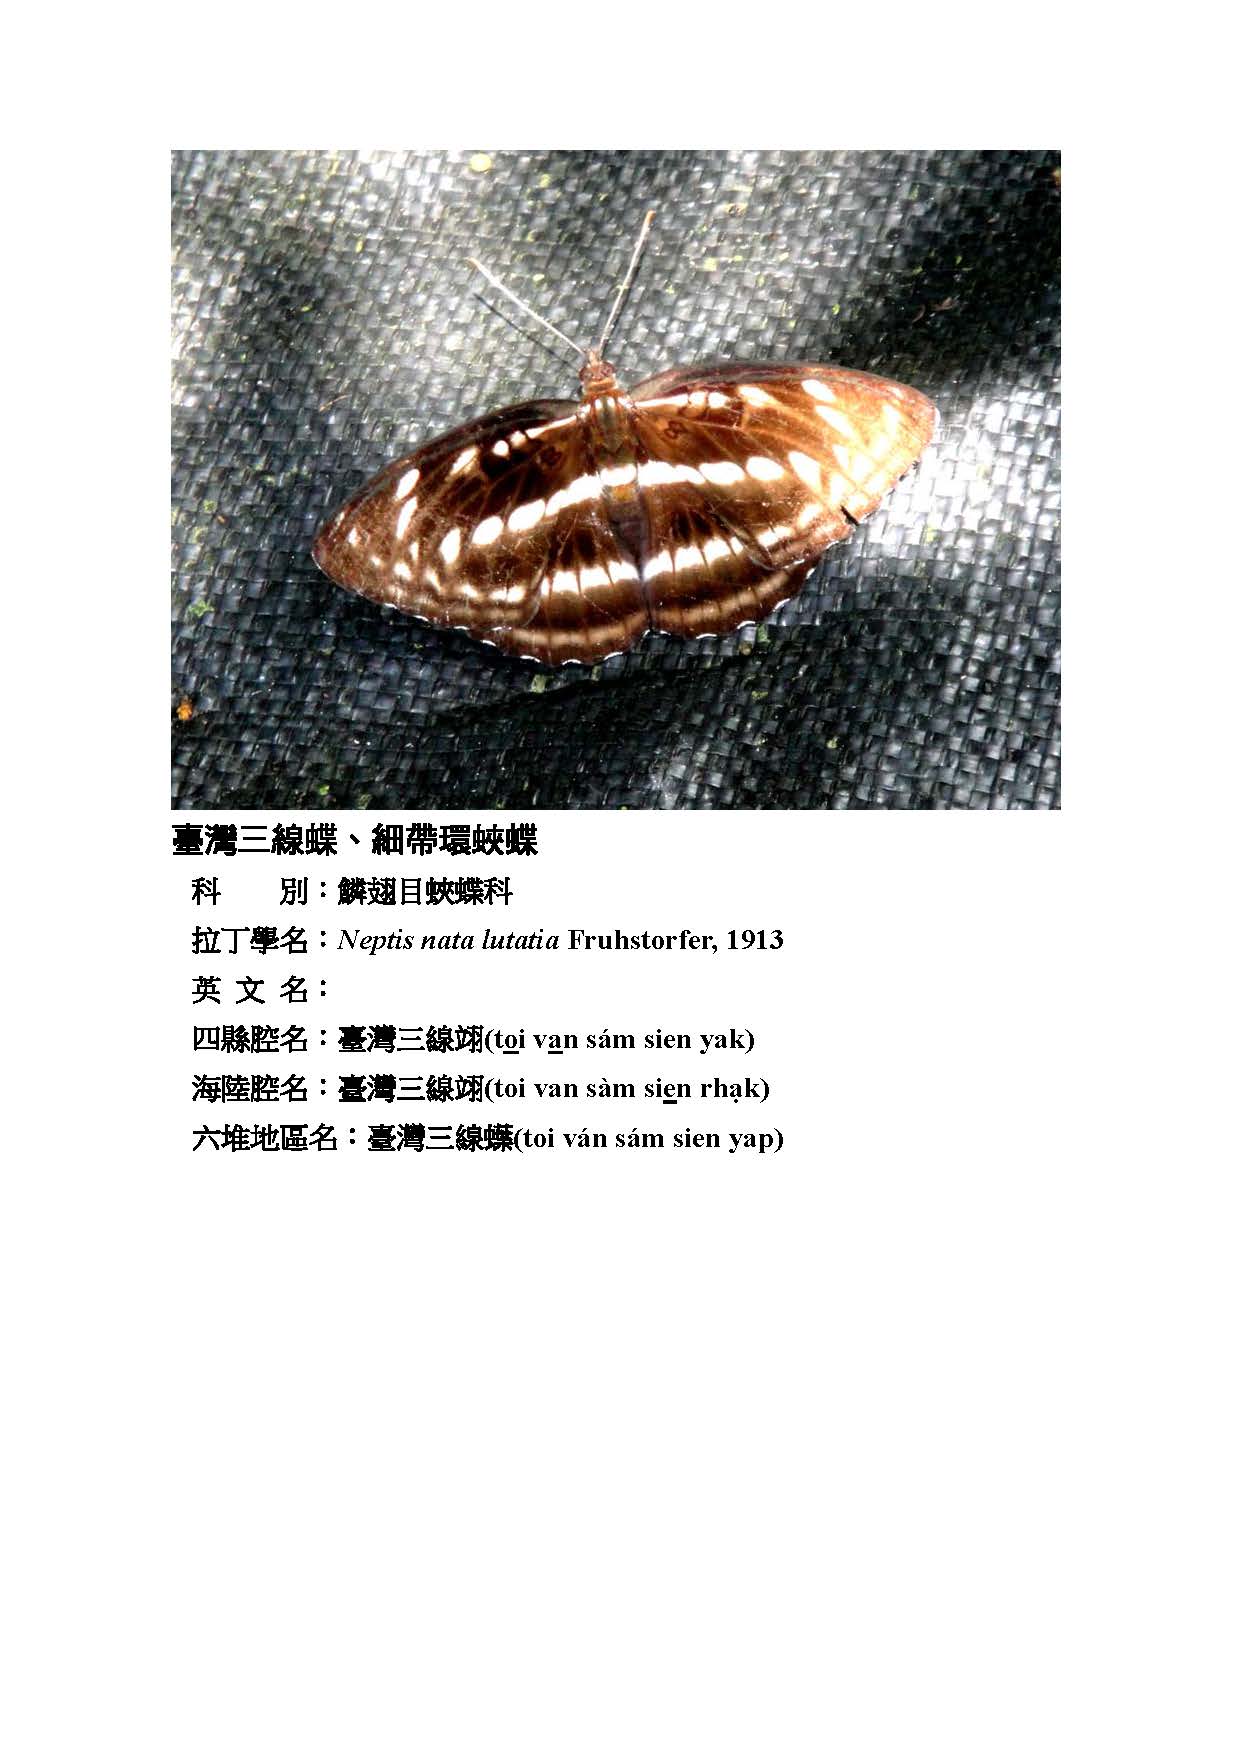 臺灣三線蝶、細帶環蛺蝶
科　　別：鱗翅目蛺蝶科
拉丁學名：Neptis nata lutatia Fruhstorfer, 1913
英 文 名：
四縣腔名：臺灣三線翊(to̲i va̲n sám sien yak)
海陸腔名：臺灣三線翊(toi van sàm sie̲n rhạk)
六堆地區名：臺灣三線蠂(toi ván sám sien yap)